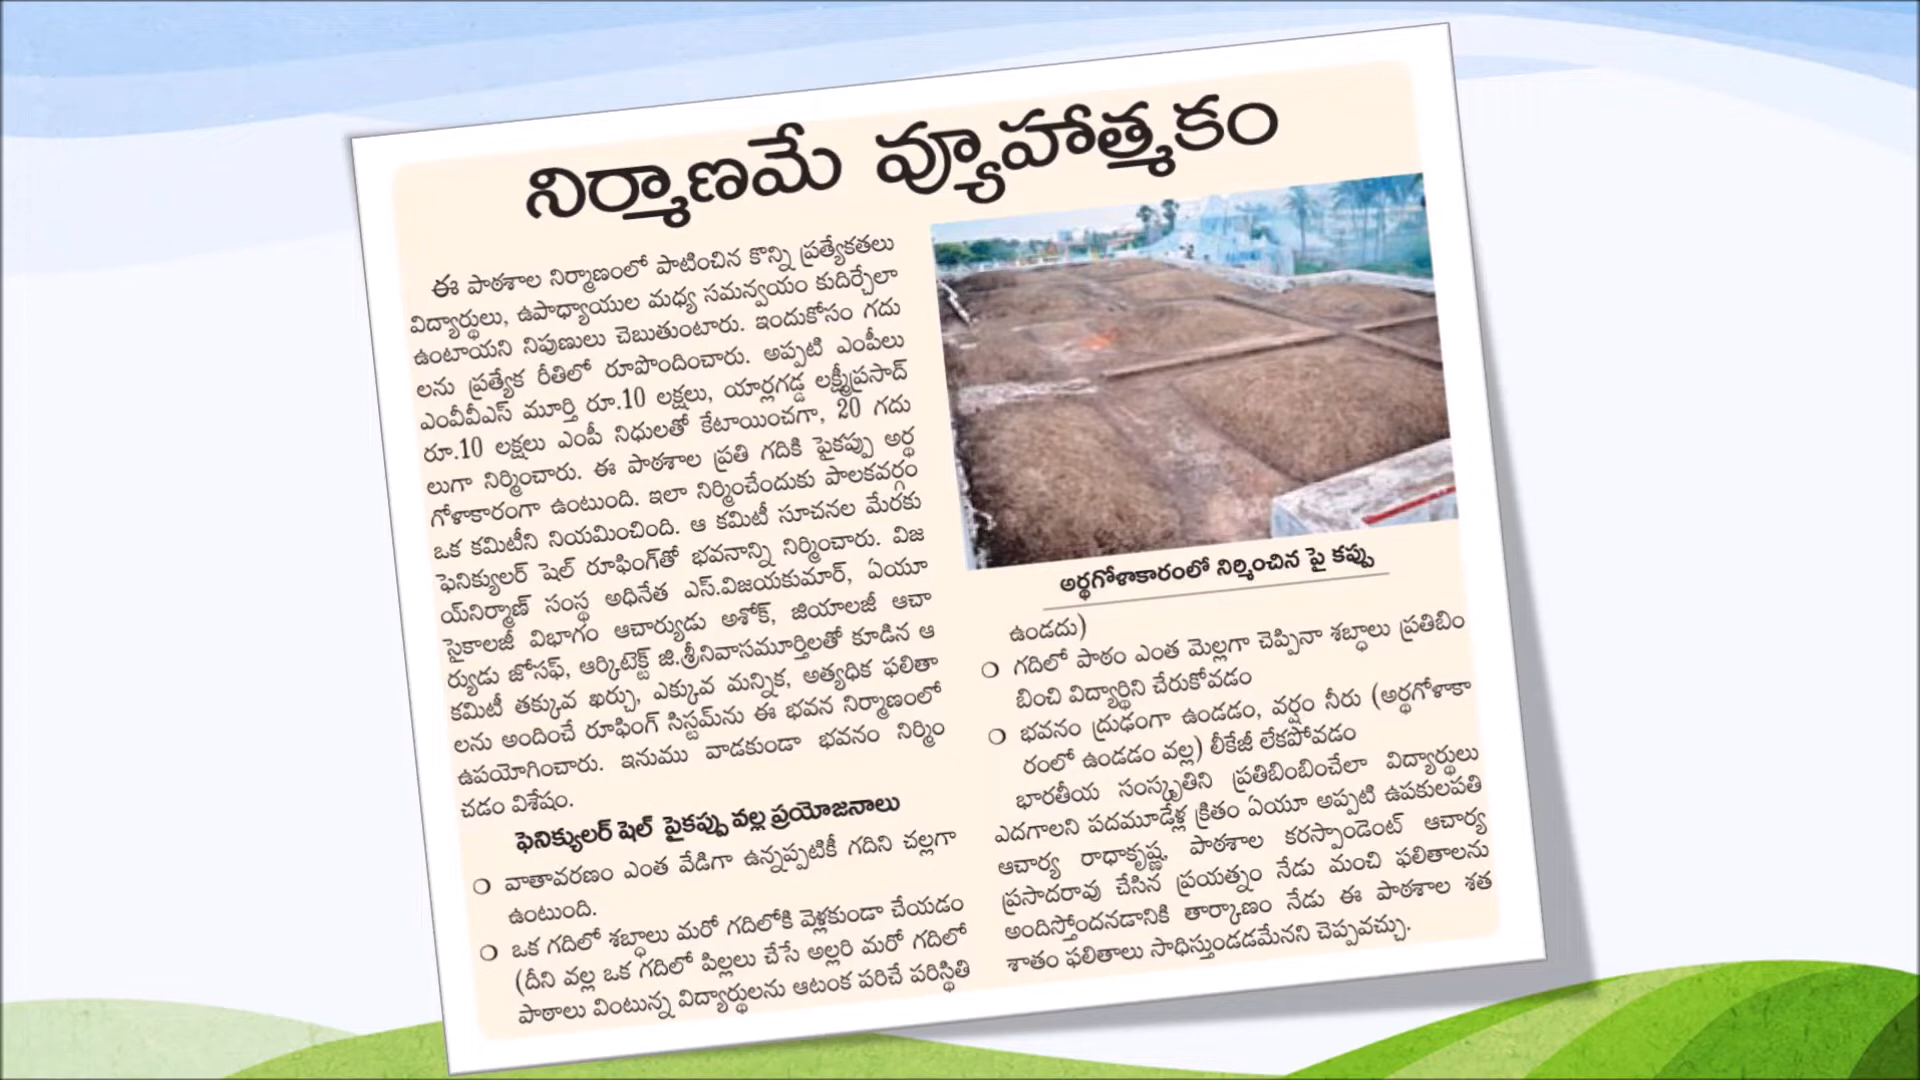 నిర్మాణమే వ్యూహాత్మకం
ఈ పాఠశాల నిర్మాణంలో పాటించిన కొన్ని ప్రత్యేకతలు
విద్యార్థులు, ఉపాధ్యాయుల మధ్య సమన్వయం కుదిర్చేలా
ఉంటాయని నిపుణులు చెబుతుంటారు. ఇందుకోసం గదు
లను ప్రత్యేక రీతిలో రూపొందించారు. అప్పటి ఎంపీలు
ఎంవీవీఎస్ మూర్తి రూ.10 లక్షలు, యార్లగడ్డ లక్ష్మీప్రసాద్
రూ.10 లక్షలు ఎంపీ నిధులతో కేటాయించగా, 20 గదు
లుగా నిర్మించారు. ఈ పాఠశాల ప్రతి గదికి పైకప్పు అర్థ
గోళాకారంగా ఉంటుంది. ఇలా నిర్మించేందుకు పాలకవర్గం
ఒక కమిటీని నియమించింది. ఆ కమిటీ సూచనల మేరకు
ఫెనిక్యులర్ షెల్ రూఫింగ్‌తో భవనాన్ని నిర్మించారు. విజ
య్‌నిర్మాణ్ సంస్థ అధినేత ఎస్.విజయకుమార్, ఏయూ
సైకాలజీ విభాగం ఆచార్యుడు అశోక్, జియాలజీ ఆచా
ర్యుడు జోసఫ్, ఆర్కిటెక్ట్ జి.శ్రీనివాసమూర్తిలతో కూడిన ఆ
కమిటీ తక్కువ ఖర్చు, ఎక్కువ మన్నిక, అత్యధిక ఫలితా
లను అందించే రూఫింగ్ సిస్టమ్‌ను ఈ భవన నిర్మాణంలో
ఉపయోగించారు. ఇనుము వాడకుండా భవనం నిర్మిం
చడం విశేషం.
ఫెనిక్యులర్ షెల్ పైకప్పు వల్ల ప్రయోజనాలు
❍ వాతావరణం ఎంత వేడిగా ఉన్నప్పటికీ గదిని చల్లగా
ఉంటుంది.
❍ ఒక గదిలో శబ్దాలు మరో గదిలోకి వెళ్లకుండా చేయడం
(దీని వల్ల ఒక గదిలో పిల్లలు చేసే అల్లరి మరో గదిలో
పాఠాలు వింటున్న విద్యార్థులను ఆటంక పరిచే పరిస్థితి
అర్థగోళాకారంలో నిర్మించిన పై కప్పు
ఉండదు)
❍ గదిలో పాఠం ఎంత మెల్లగా చెప్పినా శబ్దాలు ప్రతిబిం
బించి విద్యార్థిని చేరుకోవడం
❍ భవనం ద్రుఢంగా ఉండడం, వర్షం నీరు (అర్థగోళాకా
రంలో ఉండడం వల్ల) లీకేజీ లేకపోవడం
భారతీయ సంస్కృతిని ప్రతిబింబించేలా విద్యార్థులు
ఎదగాలని పదమూడేళ్ల క్రితం ఏయూ అప్పటి ఉపకులపతి
ఆచార్య రాధాకృష్ణ, పాఠశాల కరస్పాండెంట్ ఆచార్య
ప్రసాదరావు చేసిన ప్రయత్నం నేడు మంచి ఫలితాలను
అందిస్తోందనడానికి తార్కాణం నేడు ఈ పాఠశాల శత
శాతం ఫలితాలు సాధిస్తుండడమేనని చెప్పవచ్చు.